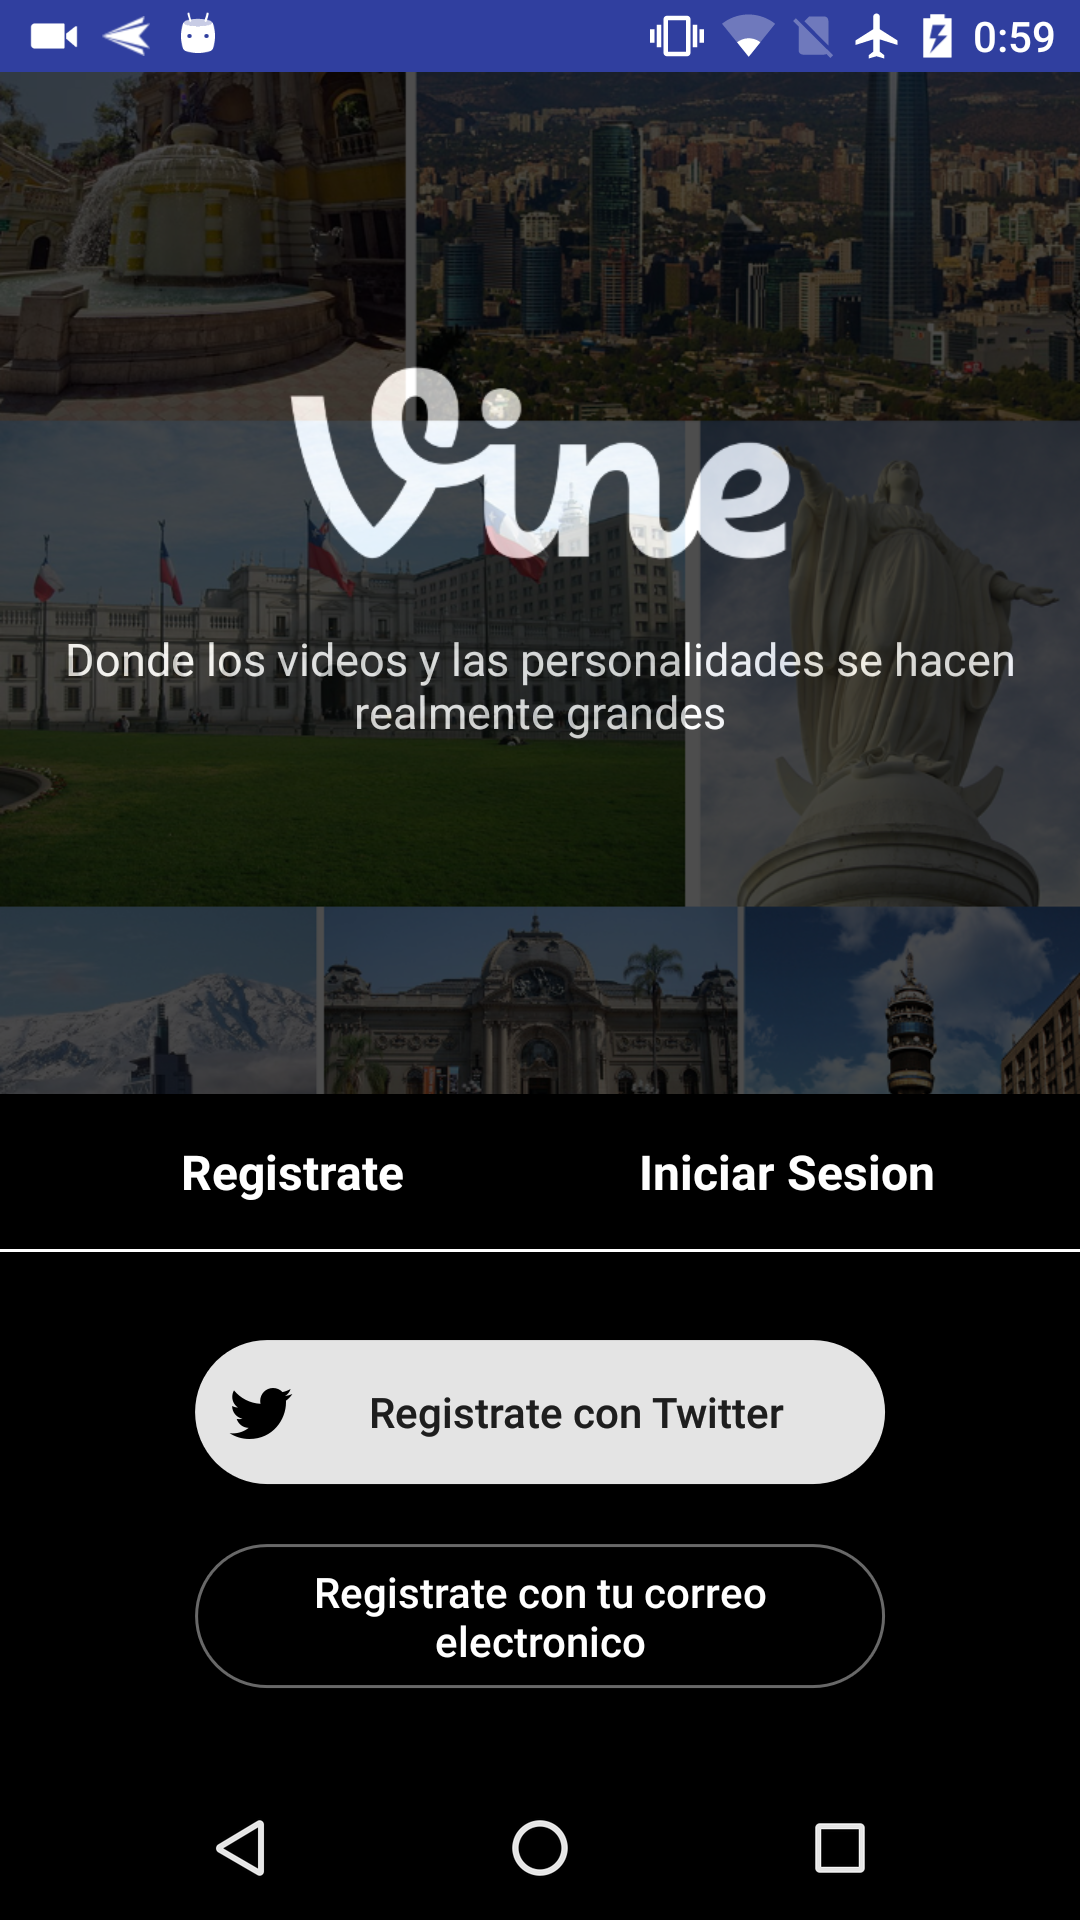 0:59
Vine
Donde los videos y las personalidades se hacen
realmente grandes
Registrate
Iniciar Sesion
Registrate con Twitter
Registrate con tu correo
electronico